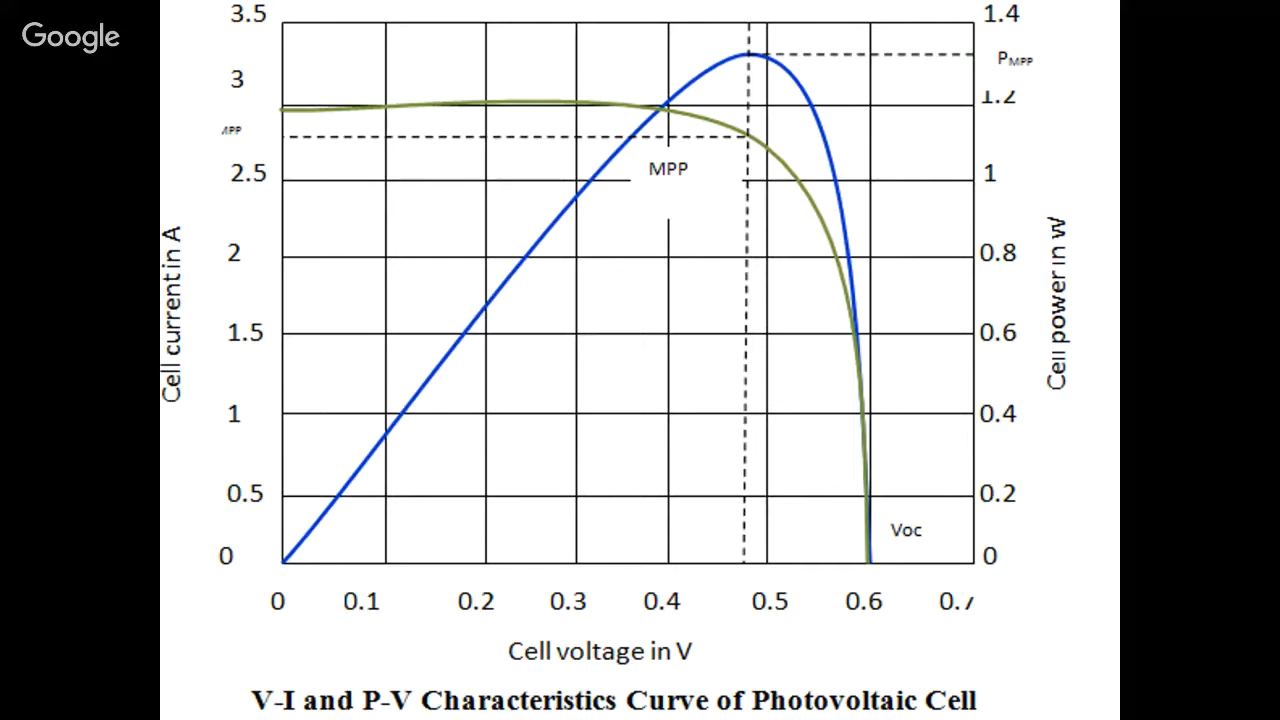 Google
3.5
1.4
PMPP
3
1.2
MPP
MPP
2.5
1
Cell current in A
Cell power in W
2
0.8
1.5
0.6
1
0.4
0.5
0.2
Voc
0
0
0 0.1 0.2 0.3 0.4 0.5 0.6 0.7
Cell voltage in V
V-I and P-V Characteristics Curve of Photovoltaic Cell